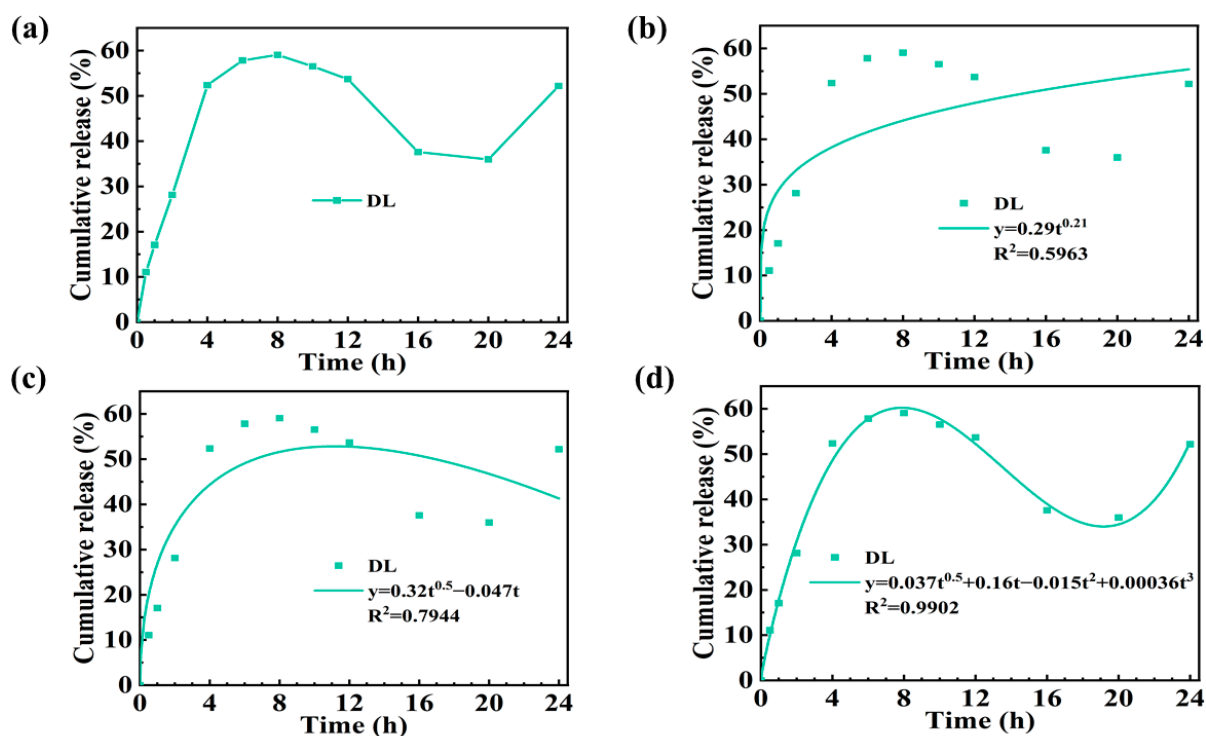 (a)
Cumulative release (%)
60
50
40
30
20
10
0
DL
0 4 8 12 16 20 24
Time (h)
(b)
Cumulative release (%)
60
50
40
30
20
10
0
DL
y=0.29t^0.21
R²=0.5963
0 4 8 12 16 20 24
Time (h)
(c)
Cumulative release (%)
60
50
40
30
20
10
0
DL
y=0.32t^0.5−0.047t
R²=0.7944
0 4 8 12 16 20 24
Time (h)
(d)
Cumulative release (%)
60
50
40
30
20
10
0
DL
y=0.037t^0.5+0.16t−0.015t²+0.00036t³
R²=0.9902
0 4 8 12 16 20 24
Time (h)